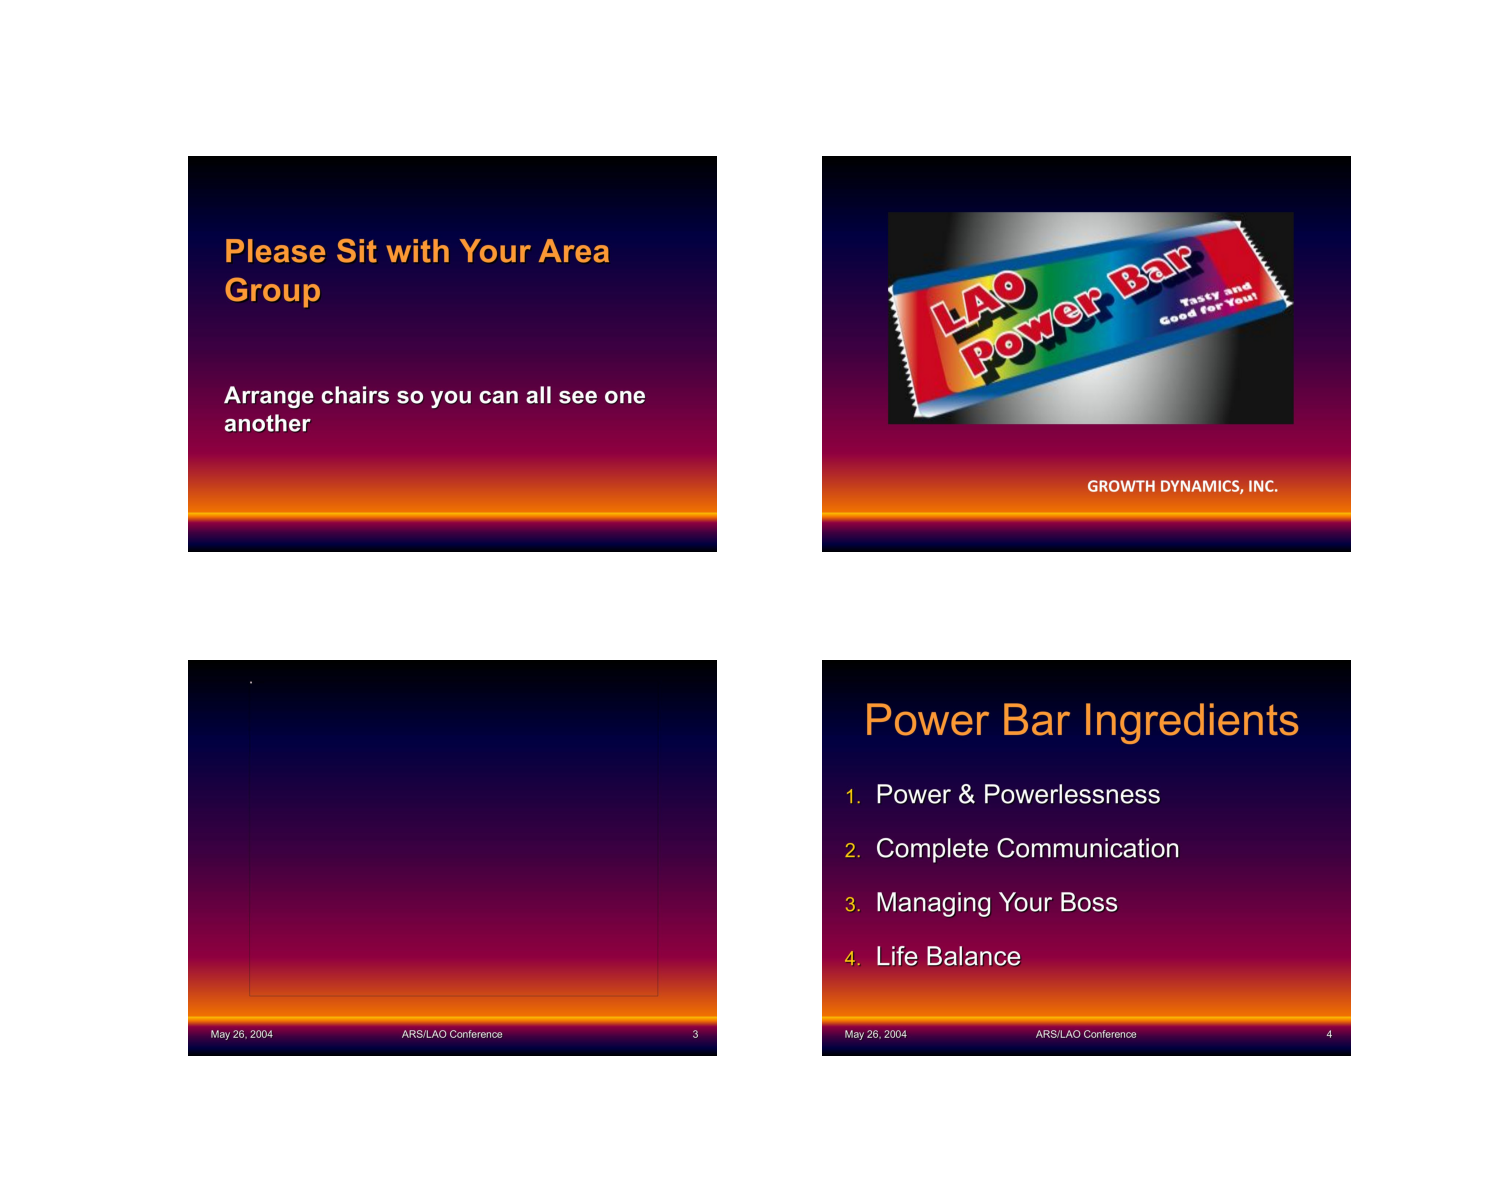 Please Sit with Your Area
Group
Arrange chairs so you can all see one
another
LAO
Power Bar
Tasty and
Good for You!
GROWTH DYNAMICS, INC.
May 26, 2004 ARS/LAO Conference 3
Power Bar Ingredients
1. Power & Powerlessness
2. Complete Communication
3. Managing Your Boss
4. Life Balance
May 26, 2004 ARS/LAO Conference 4